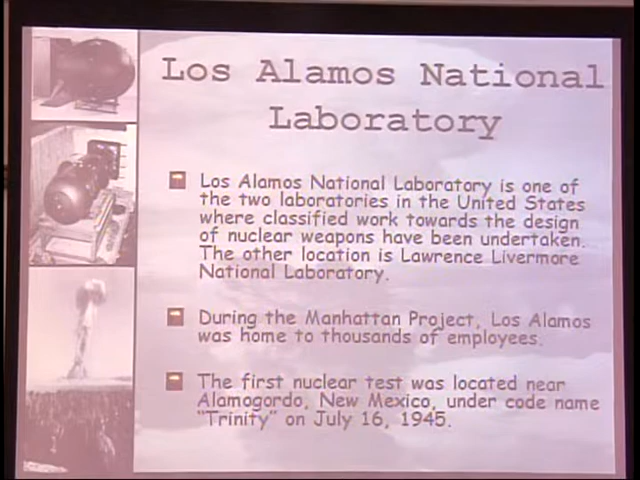 Los Alamos National
Laboratory
Los Alamos National Laboratory is one of
the two laboratories in the United States
where classified work towards the design
of nuclear weapons have been undertaken.
The other location is Lawrence Livermore
National Laboratory.
During the Manhattan Project, Los Alamos
was home to thousands of employees.
The first nuclear test was located near
Alamogordo, New Mexico, under code name
"Trinity" on July 16, 1945.